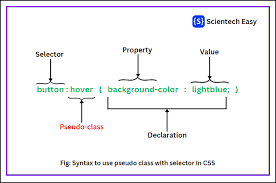 {S} Scientech Easy
Selector
Property
Value
button : hover { background-color : lightblue; }
Pseudo-class
Declaration
Fig: Syntax to use pseudo class with selector in CSS